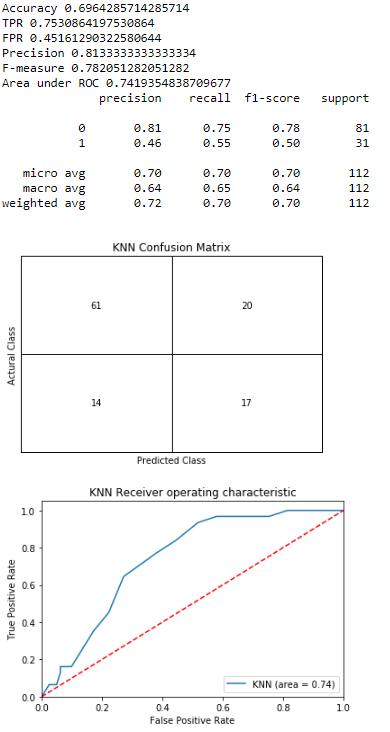 Accuracy 0.6964285714285714
TPR 0.7530864197530864
FPR 0.45161290322580644
Precision 0.8133333333333334
F-measure 0.782051282051282
Area under ROC 0.7419354838709677
precision recall f1-score support
0 0.81 0.75 0.78 81
1 0.46 0.55 0.50 31
micro avg 0.70 0.70 0.70 112
macro avg 0.64 0.65 0.64 112
weighted avg 0.72 0.70 0.70 112
KNN Confusion Matrix
Actural Class
61 20
14 17
Predicted Class
KNN Receiver operating characteristic
True Positive Rate
1.0
0.8
0.6
0.4
0.2
0.0
KNN (area = 0.74)
0.0 0.2 0.4 0.6 0.8 1.0
False Positive Rate